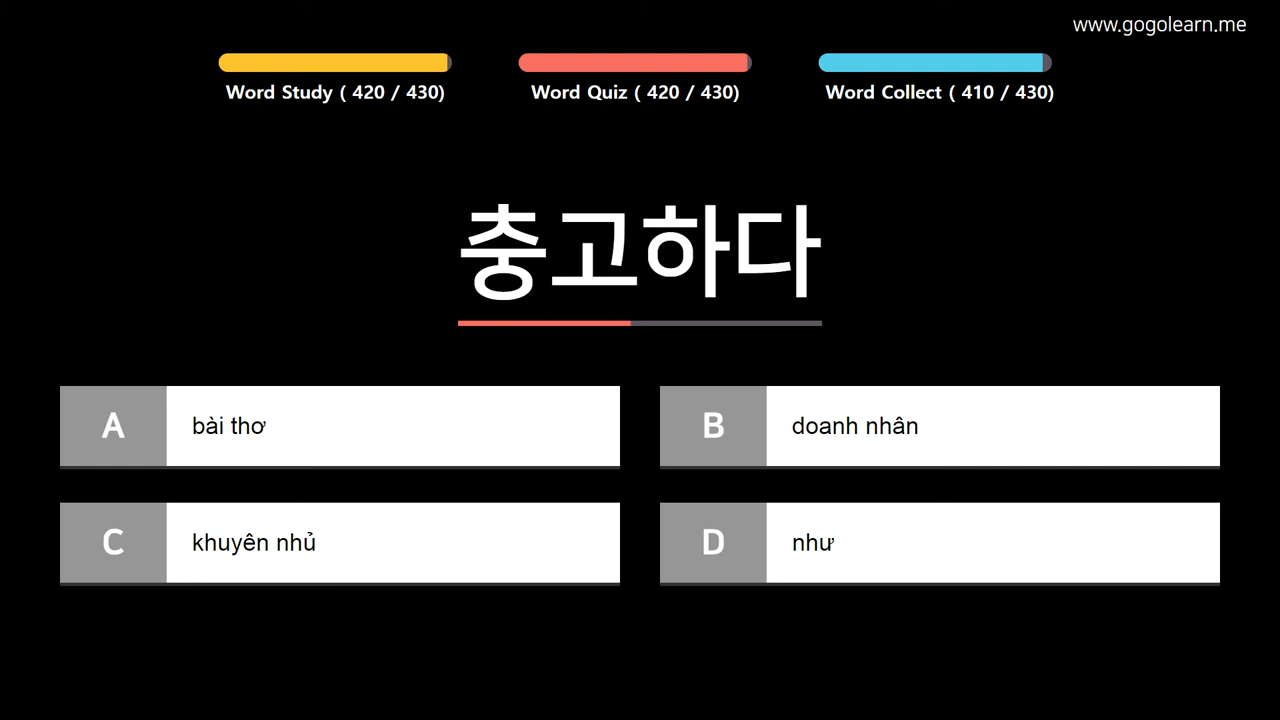 www.gogolearn.me
Word Study ( 420 / 430)
Word Quiz ( 420 / 430)
Word Collect ( 410 / 430)
충고하다
A bài thơ
B doanh nhân
C khuyên nhủ
D như